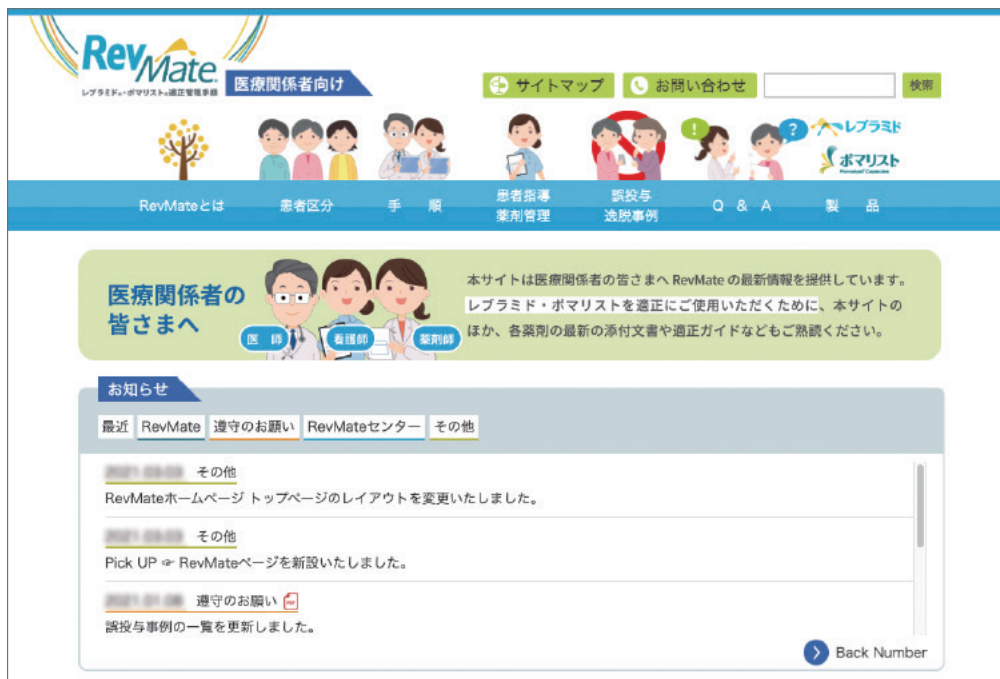 RevMate
レブラミド®・ポマリスト®適正管理手順
医療関係者向け
サイトマップ
お問い合わせ
検索
!
?
レブラミド
ポマリスト
Pomalyst Capsules
RevMateとは
患者区分
手 順
患者指導
薬剤管理
誤投与
逸脱事例
Q & A
製 品
医療関係者の
皆さまへ
医 師
看護師
薬剤師
本サイトは医療関係者の皆さまへ RevMate の最新情報を提供しています。
レブラミド・ポマリストを適正にご使用いただくために、本サイトの
ほか、各薬剤の最新の添付文書や適正ガイドなどもご熟読ください。
お知らせ
最近 RevMate 遵守のお願い RevMateセンター その他
その他
RevMateホームページ トップページのレイアウトを変更いたしました。
その他
Pick UP ☞ RevMateページを新設いたしました。
遵守のお願い
誤投与事例の一覧を更新しました。
Back Number